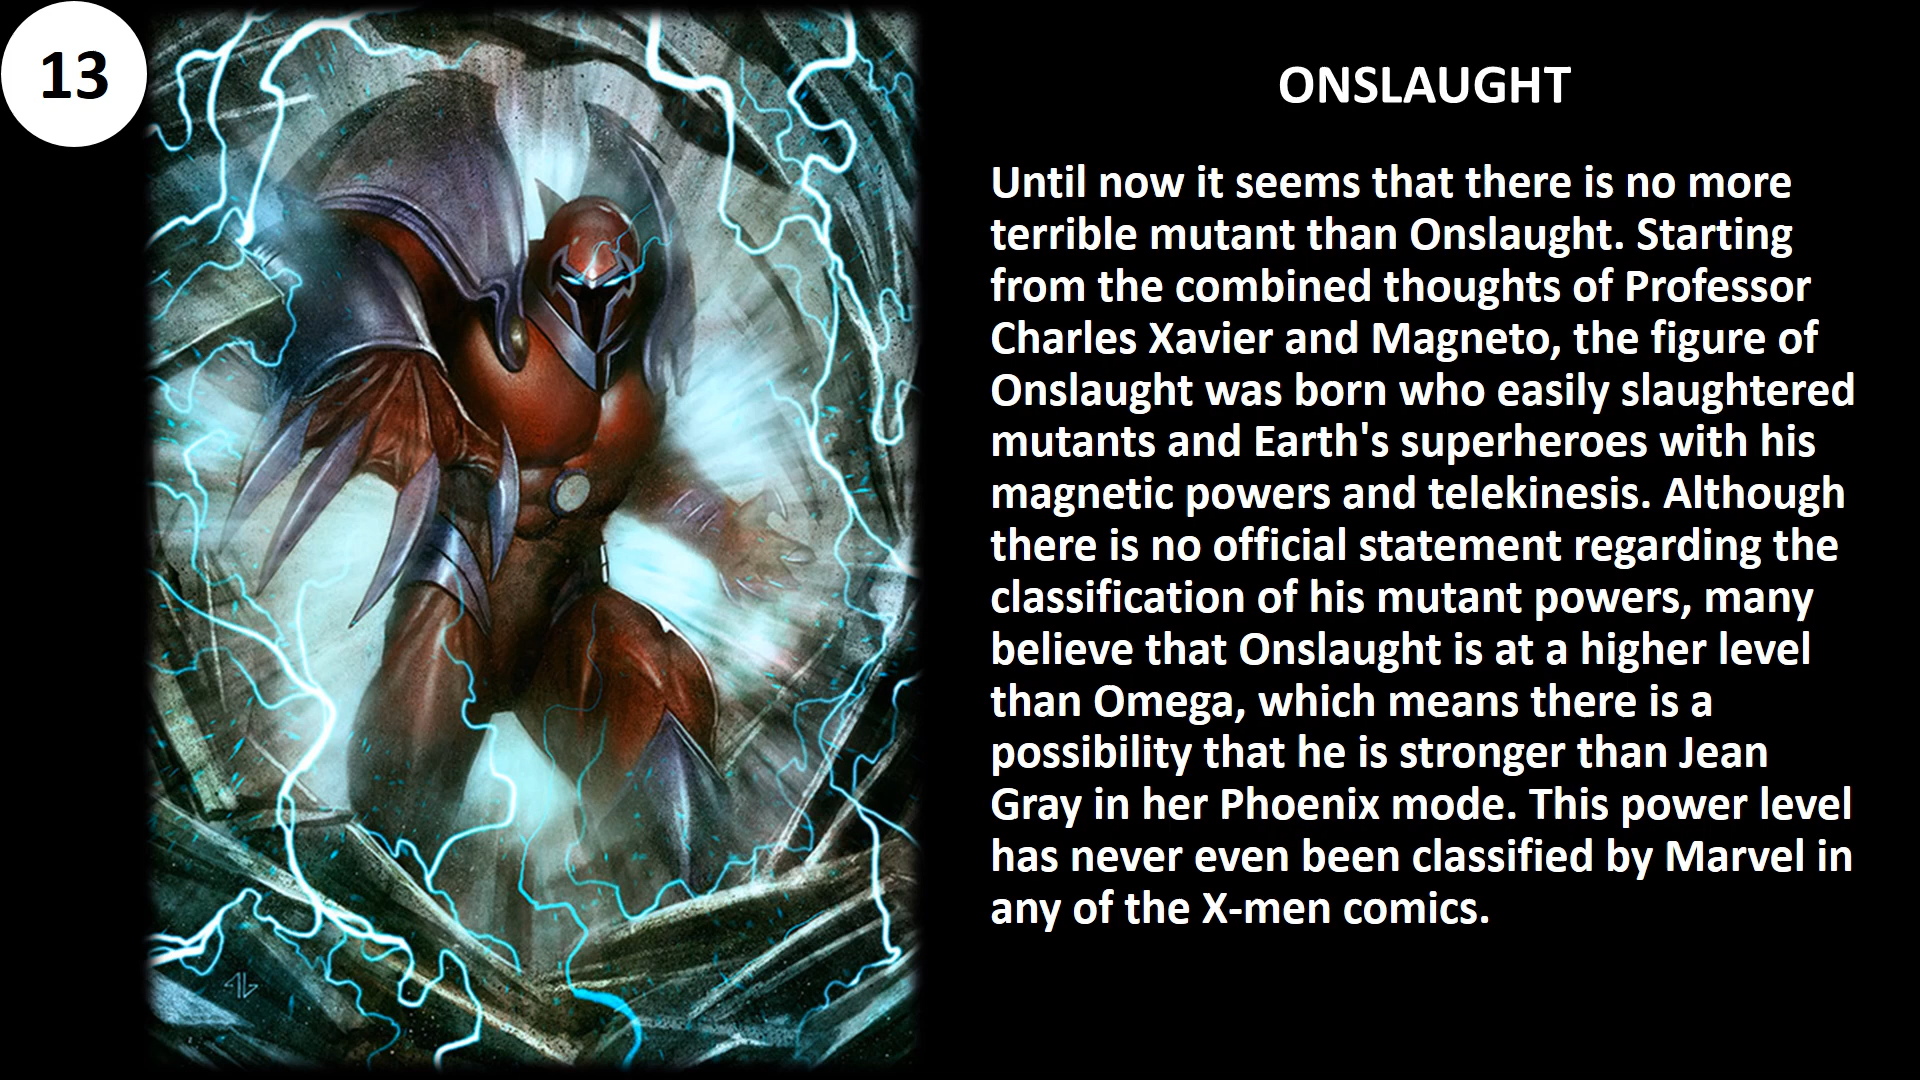 13
ONSLAUGHT
Until now it seems that there is no more
terrible mutant than Onslaught. Starting
from the combined thoughts of Professor
Charles Xavier and Magneto, the figure of
Onslaught was born who easily slaughtered
mutants and Earth's superheroes with his
magnetic powers and telekinesis. Although
there is no official statement regarding the
classification of his mutant powers, many
believe that Onslaught is at a higher level
than Omega, which means there is a
possibility that he is stronger than Jean
Gray in her Phoenix mode. This power level
has never even been classified by Marvel in
any of the X-men comics.